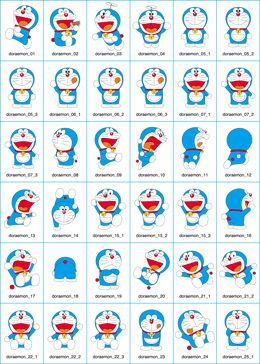 doraemon_01 doraemon_02 doraemon_03 doraemon_04 doraemon_05_1 doraemon_05_2
doraemon_05_3 doraemon_06_1 doraemon_06_2 doraemon_06_3 doraemon_07_1 doraemon_07_2
doraemon_07_3 doraemon_08 doraemon_09 doraemon_10 doraemon_11 doraemon_12
doraemon_13 doraemon_14 doraemon_15_1 doraemon_15_2 doraemon_15_3 doraemon_16
doraemon_17 doraemon_18 doraemon_19 doraemon_20 doraemon_21_1 doraemon_21_2
doraemon_22_1 doraemon_22_2 doraemon_22_3 doraemon_23 doraemon_24 doraemon_25_1